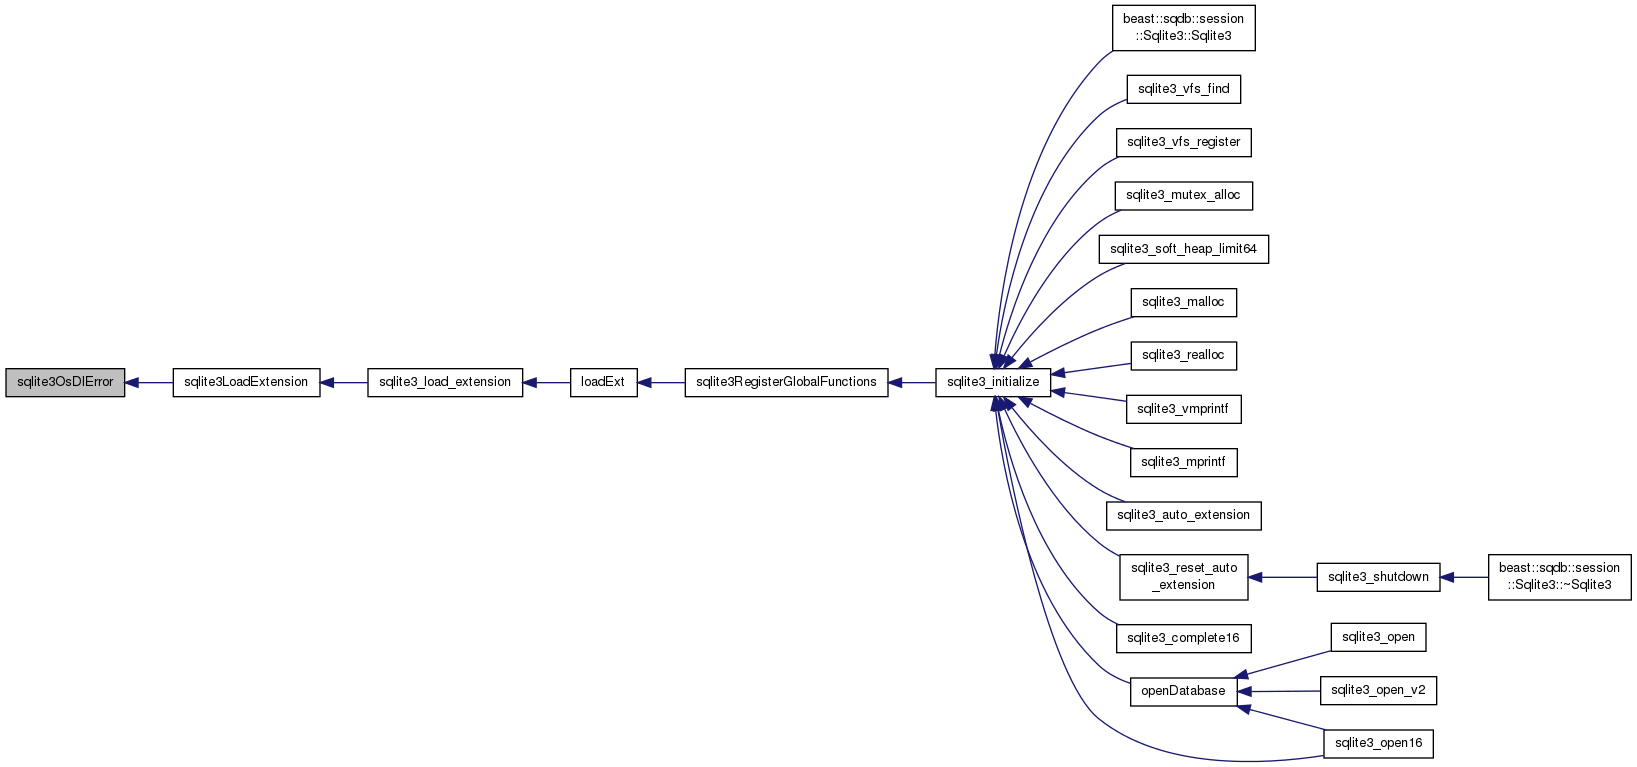 beast::sqdb::session
::Sqlite3::Sqlite3
sqlite3_vfs_find
sqlite3_vfs_register
sqlite3_mutex_alloc
sqlite3_soft_heap_limit64
sqlite3_malloc
sqlite3_realloc
sqlite3OsDlError
sqlite3LoadExtension
sqlite3_load_extension
loadExt
sqlite3RegisterGlobalFunctions
sqlite3_initialize
sqlite3_vmprintf
sqlite3_mprintf
sqlite3_auto_extension
sqlite3_reset_auto
_extension
sqlite3_shutdown
beast::sqdb::session
::Sqlite3::~Sqlite3
sqlite3_complete16
sqlite3_open
openDatabase
sqlite3_open_v2
sqlite3_open16